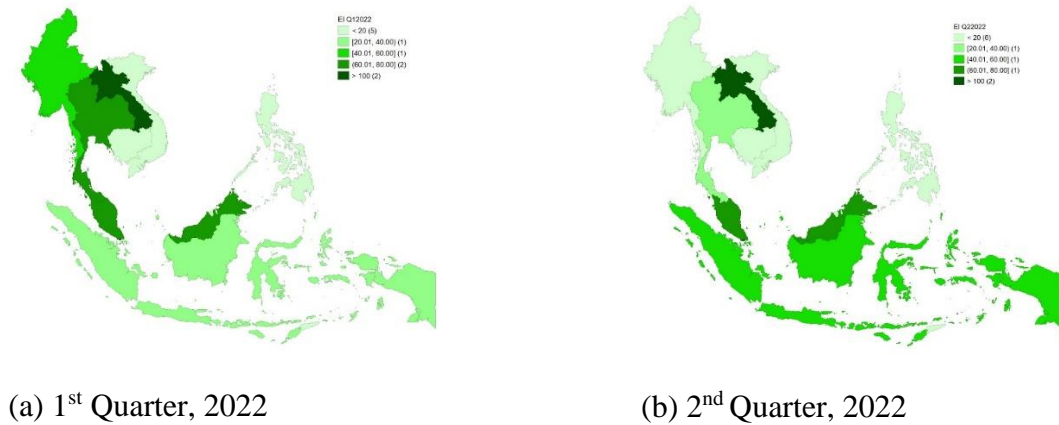 EI Q12022
< 20 (5)
[20.01, 40.00) (1)
[40.01, 60.00] (1)
(60.01, 80.00] (2)
> 100 (2)
EI Q22022
< 20 (6)
[20.01, 40.00) (1)
[40.01, 60.00] (1)
(60.01, 80.00] (1)
> 100 (2)
(a) 1st Quarter, 2022
(b) 2nd Quarter, 2022